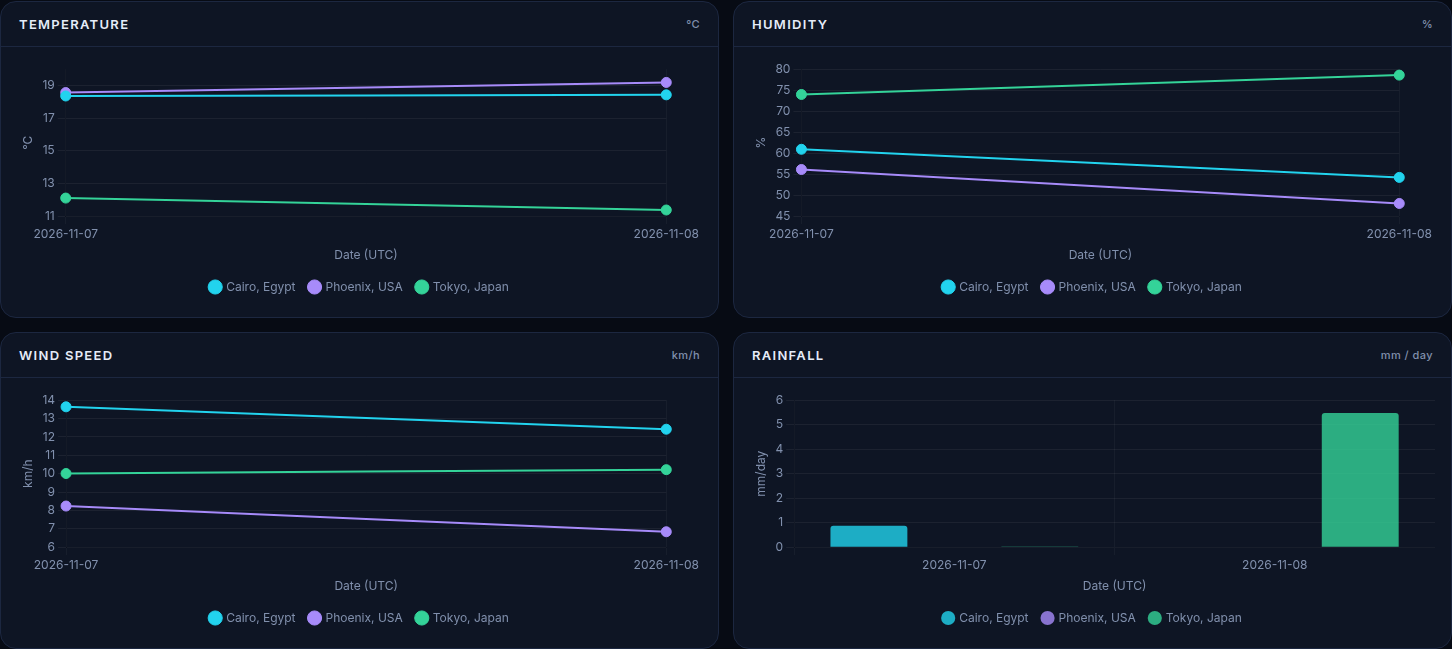 TEMPERATURE
°C
19
17
15
13
11
°C
2026-11-07
2026-11-08
Date (UTC)
Cairo, Egypt
Phoenix, USA
Tokyo, Japan
HUMIDITY
%
80
75
70
65
60
55
50
45
%
2026-11-07
2026-11-08
Date (UTC)
Cairo, Egypt
Phoenix, USA
Tokyo, Japan
WIND SPEED
km/h
14
13
12
11
10
9
8
7
6
km/h
2026-11-07
2026-11-08
Date (UTC)
Cairo, Egypt
Phoenix, USA
Tokyo, Japan
RAINFALL
mm / day
6
5
4
3
2
1
0
mm/day
2026-11-07
2026-11-08
Date (UTC)
Cairo, Egypt
Phoenix, USA
Tokyo, Japan